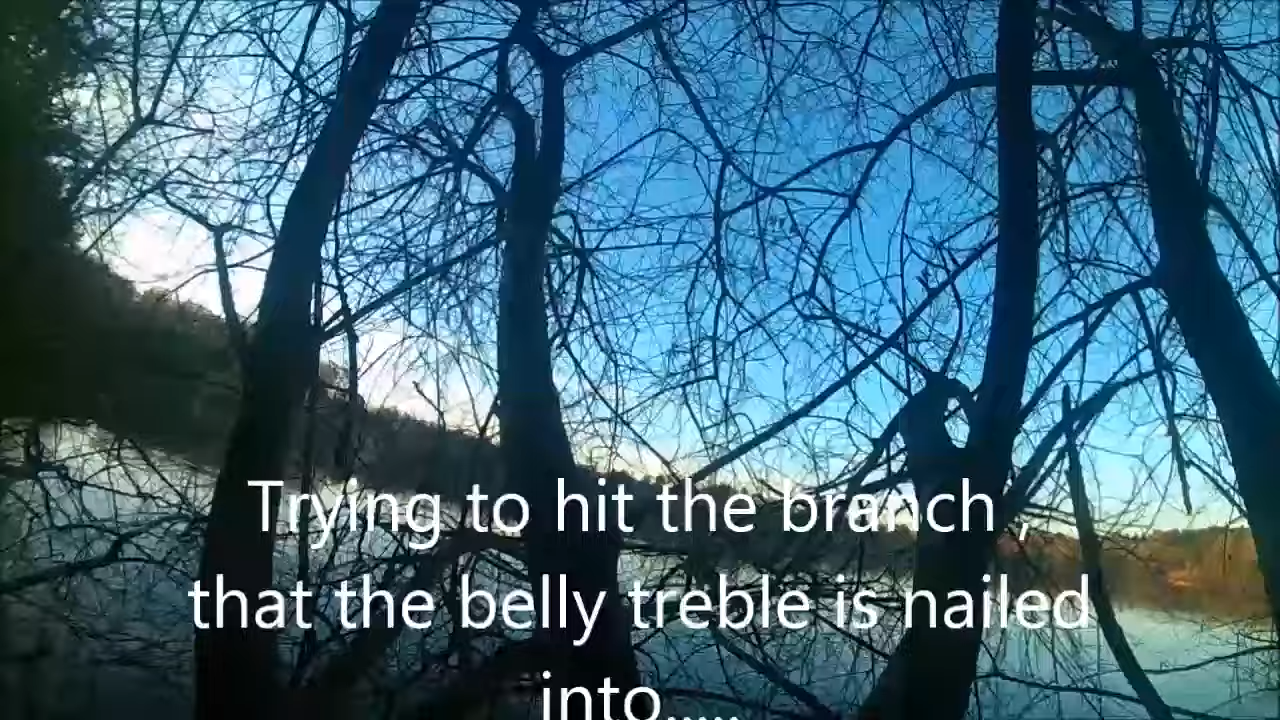 Trying to hit the branch ,
that the belly treble is nailed
into.....